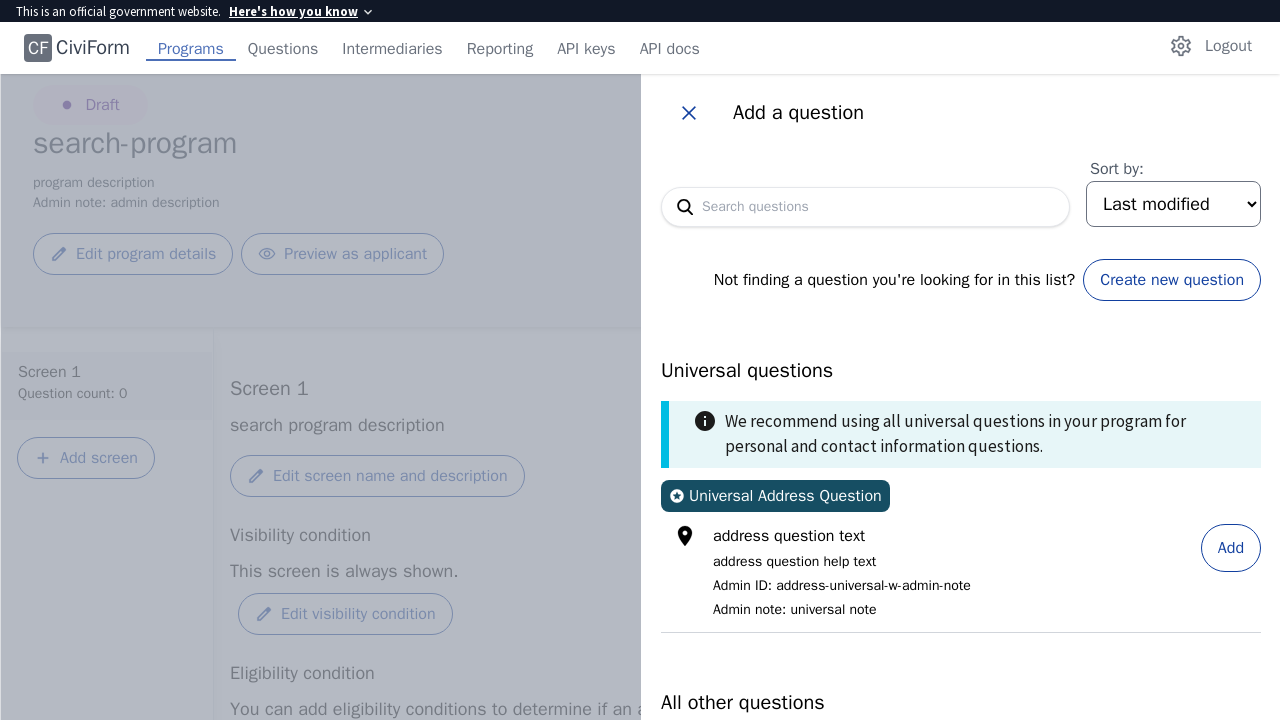 This is an official government website. Here's how you know
CF CiviForm Programs Questions Intermediaries Reporting API keys API docs Logout
Draft
search-program
program description
Admin note: admin description
Edit program details Preview as applicant
Screen 1
Question count: 0
Add screen
Screen 1
search program description
Edit screen name and description
Visibility condition
This screen is always shown.
Edit visibility condition
Eligibility condition
You can add eligibility conditions to determine if an
Add a question
Sort by:
Search questions
Last modified
Not finding a question you're looking for in this list? Create new question
Universal questions
We recommend using all universal questions in your program for
personal and contact information questions.
Universal Address Question
address question text
address question help text
Admin ID: address-universal-w-admin-note
Admin note: universal note
Add
All other questions